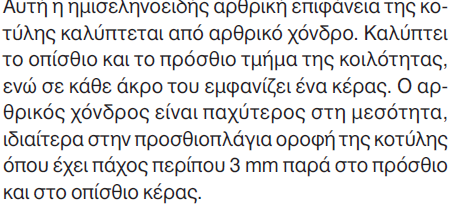 Αυτή η ημισεληνοειδής αρθρική επιφάνεια της κο-
τύλης καλύπτεται από αρθρικό χόνδρο. Καλύπτει
το οπίσθιο και το πρόσθιο τμήμα της κοιλότητας,
ενώ σε κάθε άκρο του εμφανίζει ένα κέρας. Ο αρ-
θρικός χόνδρος είναι παχύτερος στη μεσότητα,
ιδιαίτερα στην προσθιοπλάγια οροφή της κοτύλης
όπου έχει πάχος περίπου 3 mm παρά στο πρόσθιο
και στο οπίσθιο κέρας.